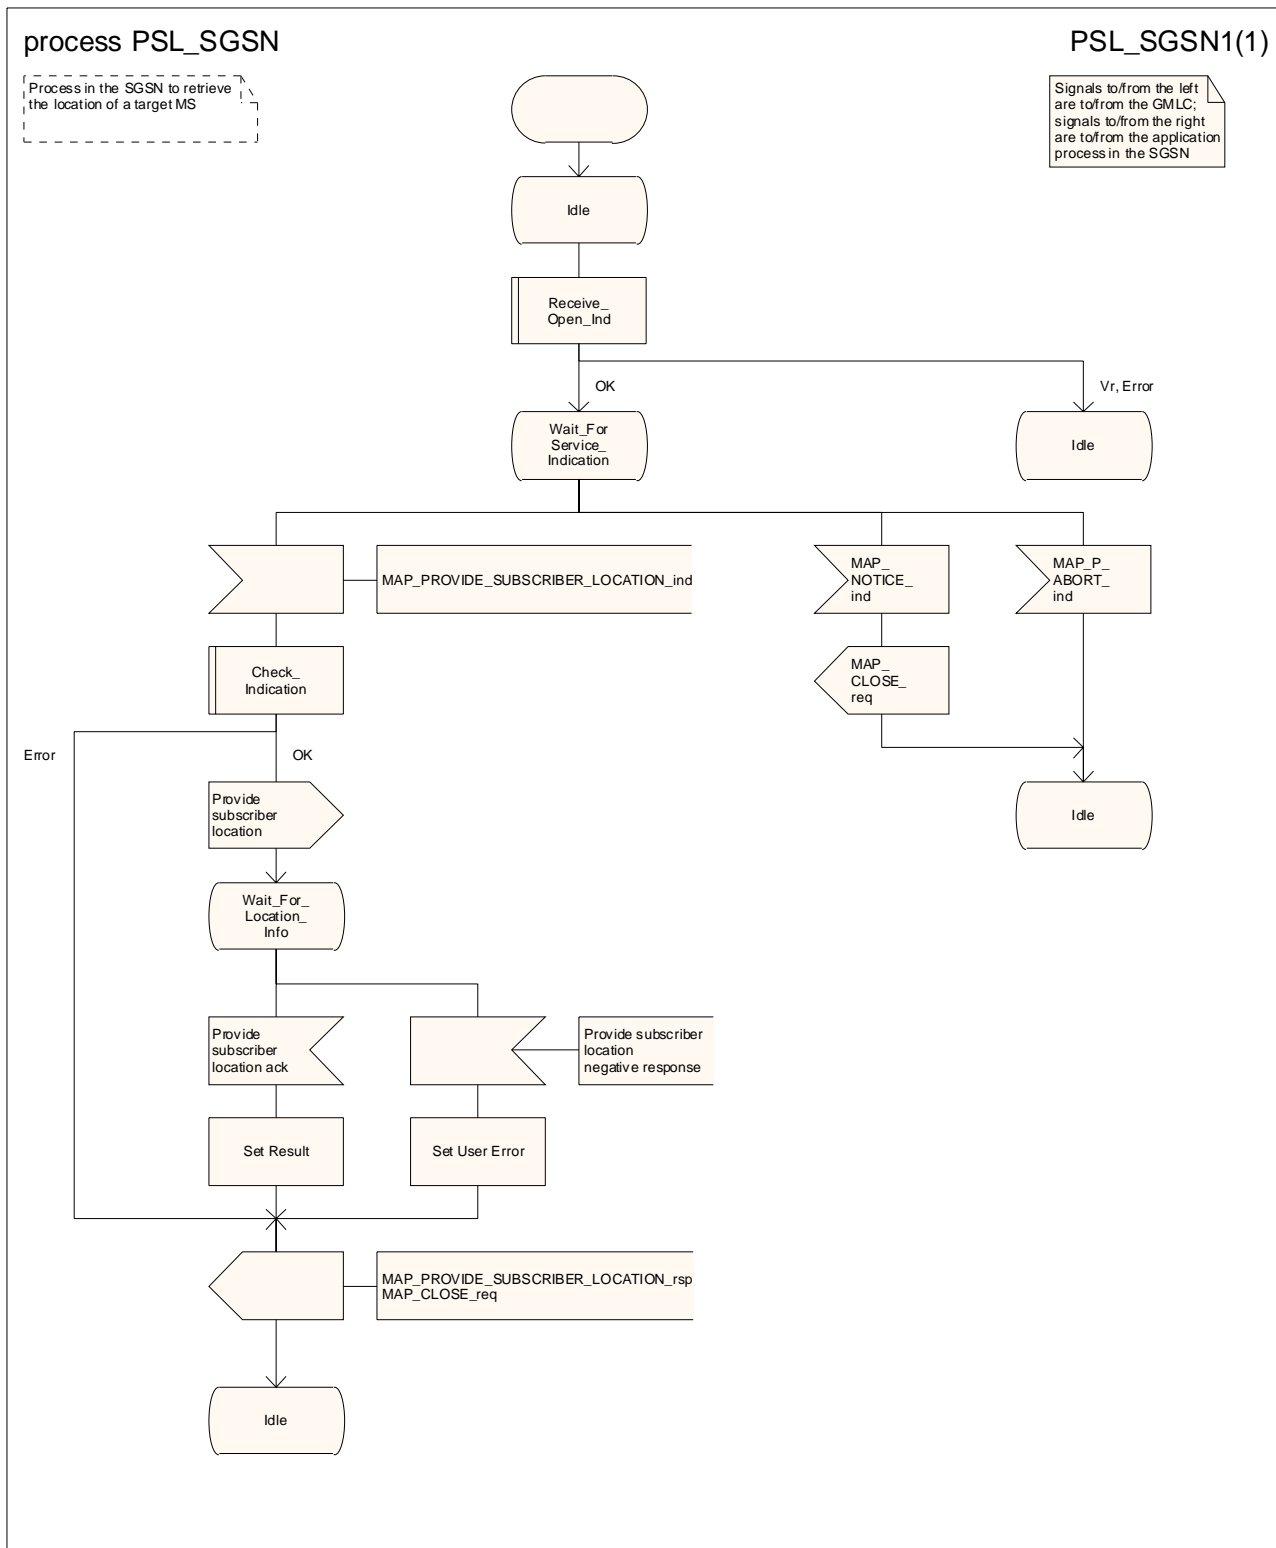 process PSL_SGSN
PSL_SGSN1(1)
Process in the SGSN to retrieve
the location of a target MS
Signals to/from the left
are to/from the GMLC;
signals to/from the right
are to/from the application
process in the SGSN
Idle
Receive_
Open_Ind
OK
Vr, Error
Wait_For
Service_
Indication
Idle
MAP_PROVIDE_SUBSCRIBER_LOCATION_ind
MAP_
NOTICE_
ind
MAP_P_
ABORT_
ind
Check_
Indication
MAP_
CLOSE_
req
Error
OK
Provide
subscriber
location
Idle
Wait_For_
Location_
Info
Provide
subscriber
location ack
Provide subscriber
location
negative response
Set Result
Set User Error
MAP_PROVIDE_SUBSCRIBER_LOCATION_rsp
MAP_CLOSE_req
Idle